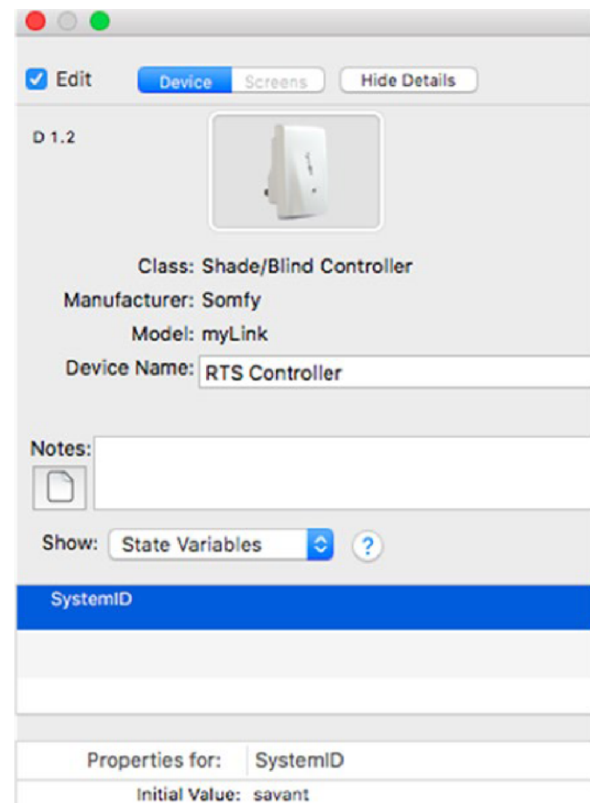 Edit Device Screens Hide Details
D 1.2
Class: Shade/Blind Controller
Manufacturer: Somfy
Model: myLink
Device Name: RTS Controller
Notes:
Show: State Variables ?
SystemID
Properties for: SystemID
Initial Value: savant